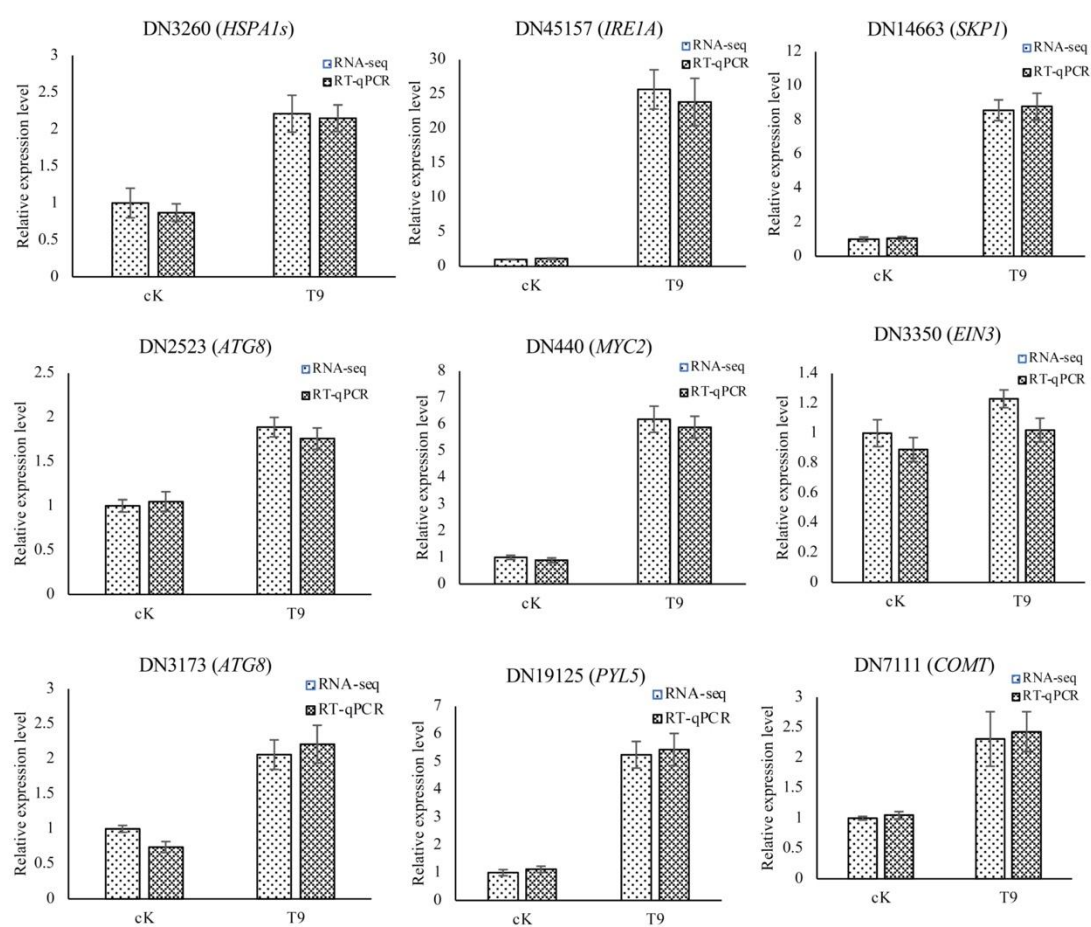 DN3260 (HSPA1s)
Relative expression level
3
2.5
2
1.5
1
0.5
0
RNA-seq
RT-qPCR
cK
T9
DN45157 (IRE1A)
Relative expression level
30
25
20
15
10
5
0
RNA-seq
RT-qPCR
cK
T9
DN14663 (SKP1)
Relative expression level
12
10
8
6
4
2
0
RNA-seq
RT-qPCR
cK
T9
DN2523 (ATG8)
Relative expression level
2.5
2
1.5
1
0.5
0
RNA-seq
RT-qPCR
cK
T9
DN440 (MYC2)
Relative expression level
8
7
6
5
4
3
2
1
0
RNA-seq
RT-qPCR
cK
T9
DN3350 (EIN3)
Relative expression level
1.4
1.2
1
0.8
0.6
0.4
0.2
0
RNA-seq
RT-qPCR
cK
T9
DN3173 (ATG8)
Relative expression level
3
2.5
2
1.5
1
0.5
0
RNA-seq
RT-qPCR
cK
T9
DN19125 (PYL5)
Relative expression level
7
6
5
4
3
2
1
0
RNA-seq
RT-qPCR
cK
T9
DN7111 (COMT)
Relative expression level
3
2.5
2
1.5
1
0.5
0
RNA-seq
RT-qPCR
cK
T9